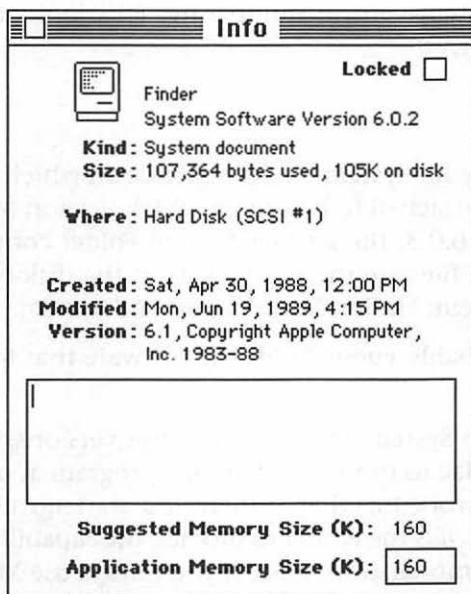 Info
Locked
Finder
System Software Version 6.0.2
Kind: System document
Size: 107,364 bytes used, 105K on disk
Where: Hard Disk (SCSI #1)
Created: Sat, Apr 30, 1988, 12:00 PM
Modified: Mon, Jun 19, 1989, 4:15 PM
Version: 6.1, Copyright Apple Computer,
Inc. 1983-88
Suggested Memory Size (K): 160
Application Memory Size (K): 160